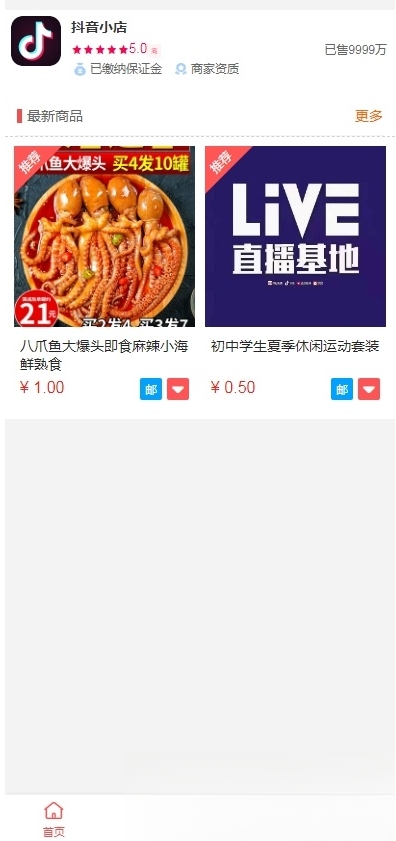 抖音小店
5.0 高
已售9999万
已缴纳保证金 商家资质
最新商品
更多
推荐
爪鱼大爆头 买4发10罐
21元
买2发4 买3发7
推荐
LIVE
直播基地
八爪鱼大爆头即食麻辣小海
鲜熟食
¥ 1.00
邮
初中学生夏季休闲运动套装
¥ 0.50
邮
首页